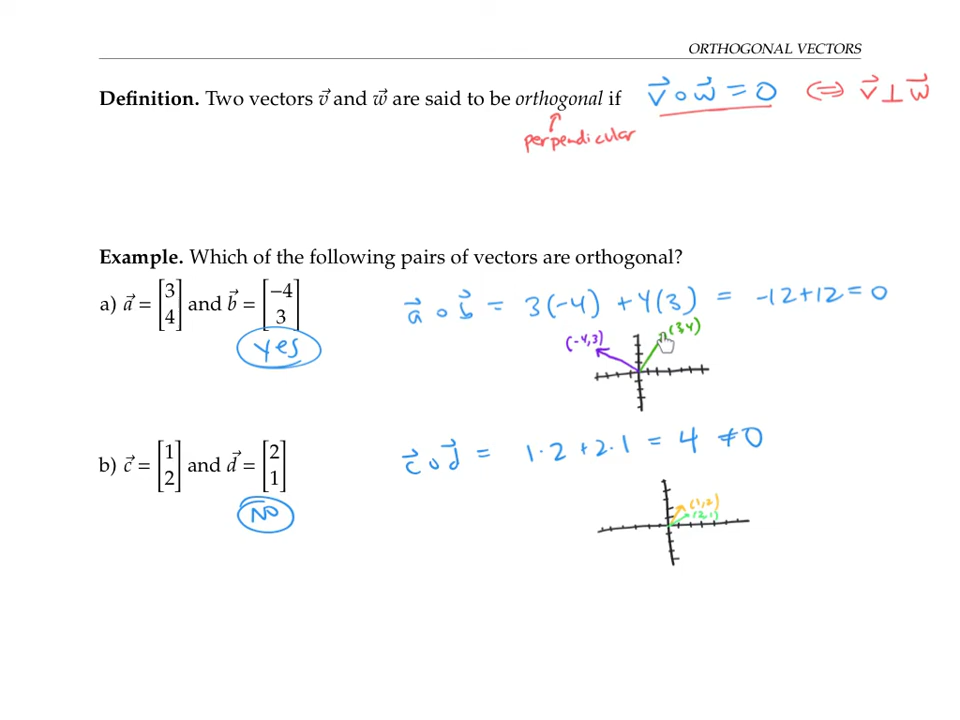 ORTHOGONAL VECTORS
Definition. Two vectors v⃗ and w⃗ are said to be orthogonal if v⃗ ∘ w⃗ = 0 ⇔ v⃗ ⊥ w⃗
perpendicular
Example. Which of the following pairs of vectors are orthogonal?
a) a⃗ = [3 4] and b⃗ = [−4 3] a⃗ ∘ b⃗ = 3(-4) + 4(3) = -12+12 = 0
yes
(-4,3) (3,4)
b) c⃗ = [1 2] and d⃗ = [2 1] c⃗ ∘ d⃗ = 1·2 + 2·1 = 4 ≠ 0
NO
(1,2)
(2,1)